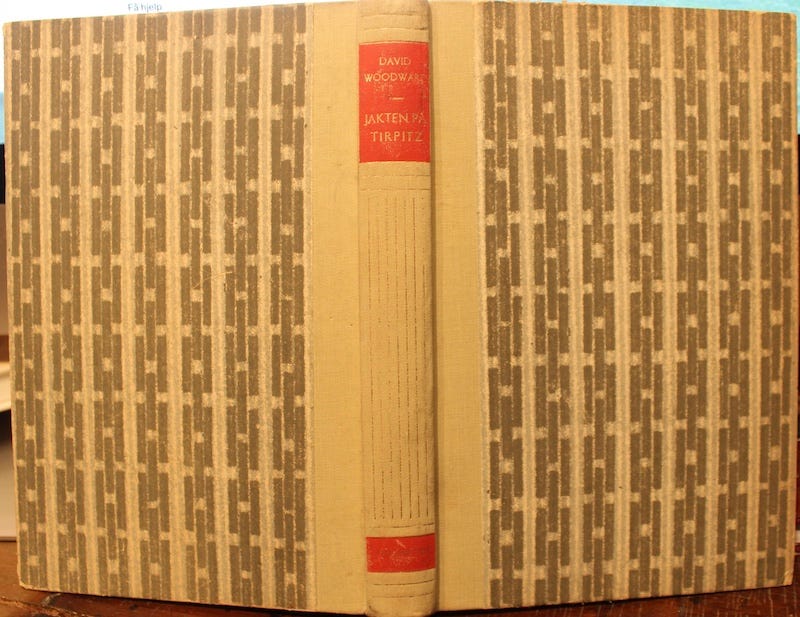 Få hjelp
DAVID
WOODWARD
JAKTEN PÅ
TIRPITZ